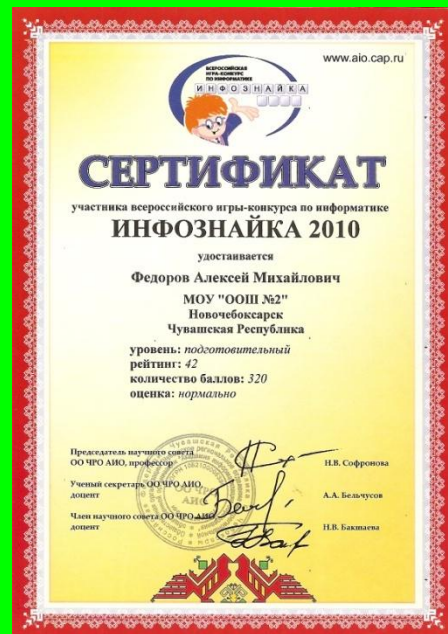 www.aio.cap.ru
ВСЕРОССИЙСКАЯ
ИГРА-КОНКУРС
ПО ИНФОРМАТИКЕ
ИНФОЗНАЙКА
СЕРТИФИКАТ
участника всероссийского игры-конкурса по информатике
ИНФОЗНАЙКА 2010
удостаивается
Федоров Алексей Михайлович
МОУ "ООШ №2"
Новочебоксарск
Чувашская Республика
уровень: подготовительный
рейтинг: 42
количество баллов: 320
оценка: нормально
Председатель научного совета
ОО ЧРО АИО, профессор
Н.В. Софронова
Ученый секретарь ОО ЧРО АИО,
доцент
А.А. Бельчусов
Член научного совета ОО ЧРО АИО
доцент
Н.В. Бакшаева